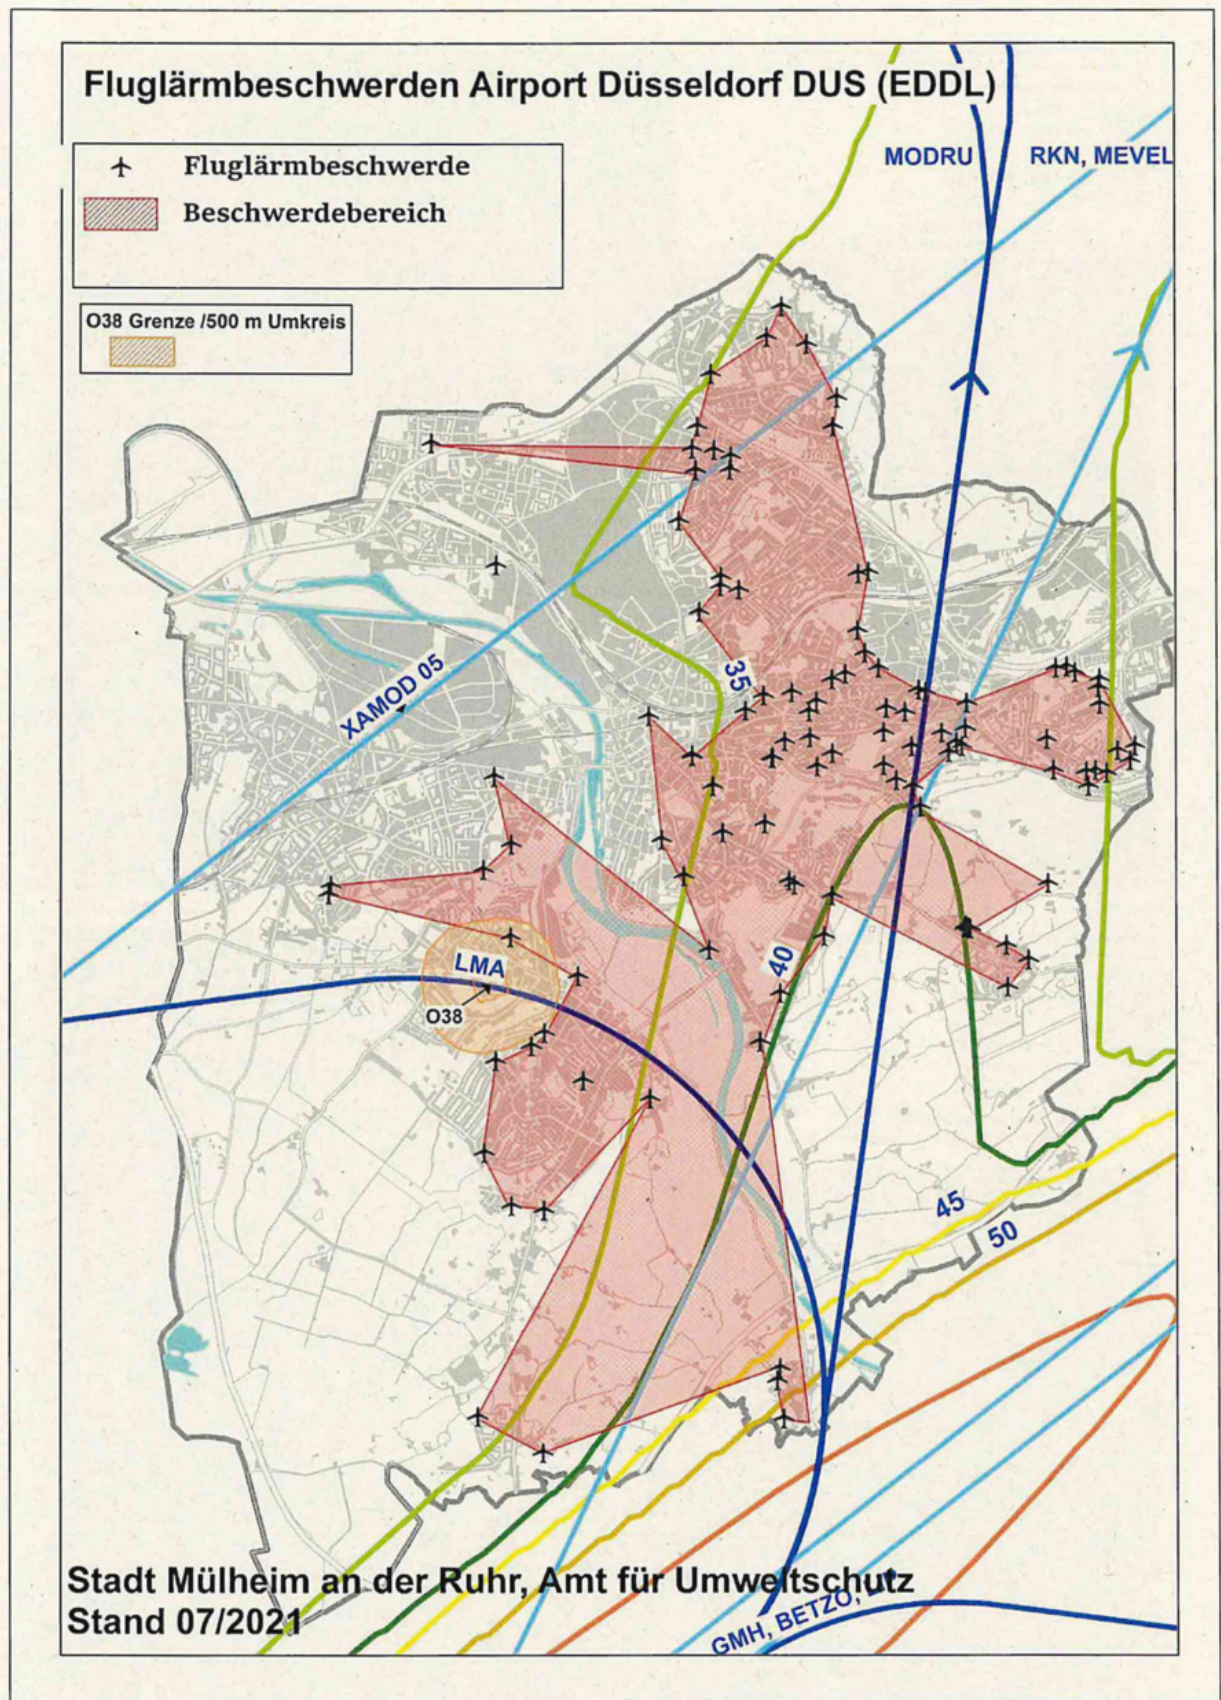 Fluglärmbeschwerden Airport Düsseldorf DUS (EDDL)
Fluglärmbeschwerde
Beschwerdebereich
O38 Grenze /500 m Umkreis
MODRU
RKN, MEVEL
XAMOD 05
35
LMA
O38
40
45
50
Stadt Mülheim an der Ruhr, Amt für Umweltschutz
Stand 07/2021
GMH, BETZO,